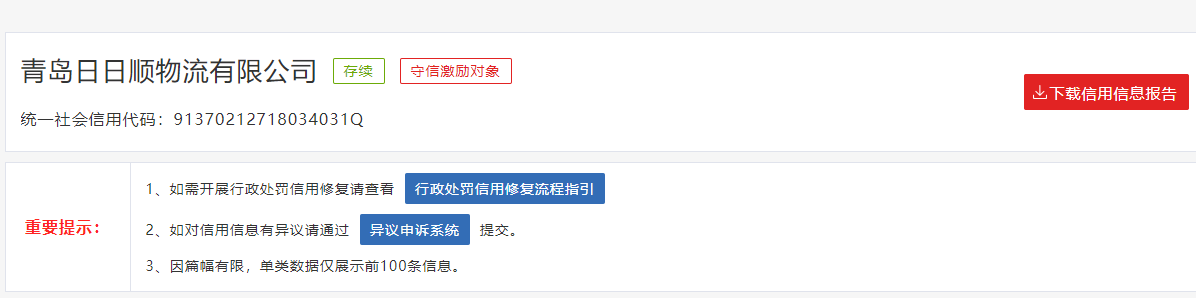 青岛日日顺物流有限公司 存续 守信激励对象
下载信用信息报告
统一社会信用代码：91370212718034031Q
重要提示：
1、如需开展行政处罚信用修复请查看 行政处罚信用修复流程指引
2、如对信用信息有异议请通过 异议申诉系统 提交。
3、因篇幅有限，单类数据仅展示前100条信息。